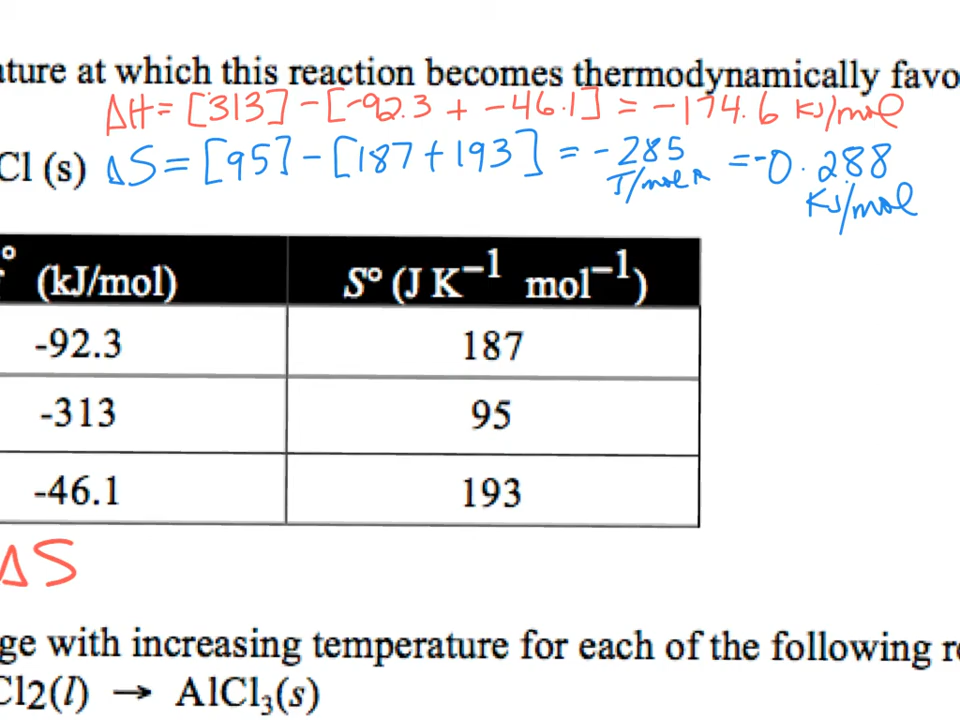 ture at which this reaction becomes thermodynamically favo
ΔH = [313] - [-92.3 + -46.1] = -174.6 KJ/mol
Cl (s) ΔS = [95] - [187 + 193] = -285 J/mol K = -0.288 KJ/mol
° (kJ/mol) S° (J K⁻¹ mol⁻¹)
-92.3 187
-313 95
-46.1 193
ΔS
ge with increasing temperature for each of the following re
Cl2(l) → AlCl₃(s)